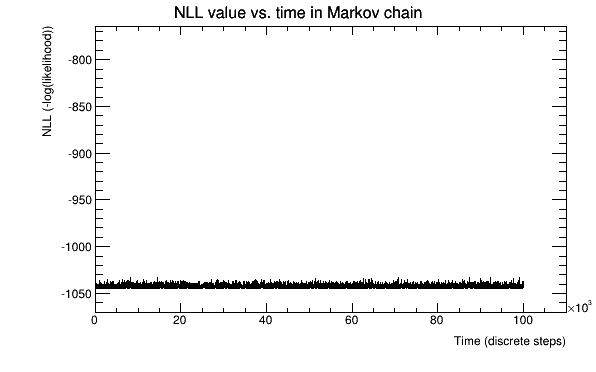 NLL value vs. time in Markov chain
NLL (-log(likelihood))
-800
-850
-900
-950
-1000
-1050
0 20 40 60 80 100
×10³
Time (discrete steps)